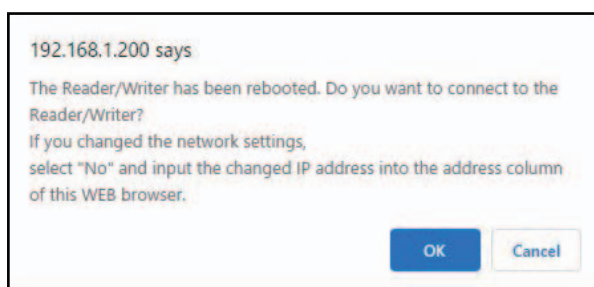 192.168.1.200 says
The Reader/Writer has been rebooted. Do you want to connect to the
Reader/Writer?
If you changed the network settings,
select "No" and input the changed IP address into the address column
of this WEB browser.
OK Cancel